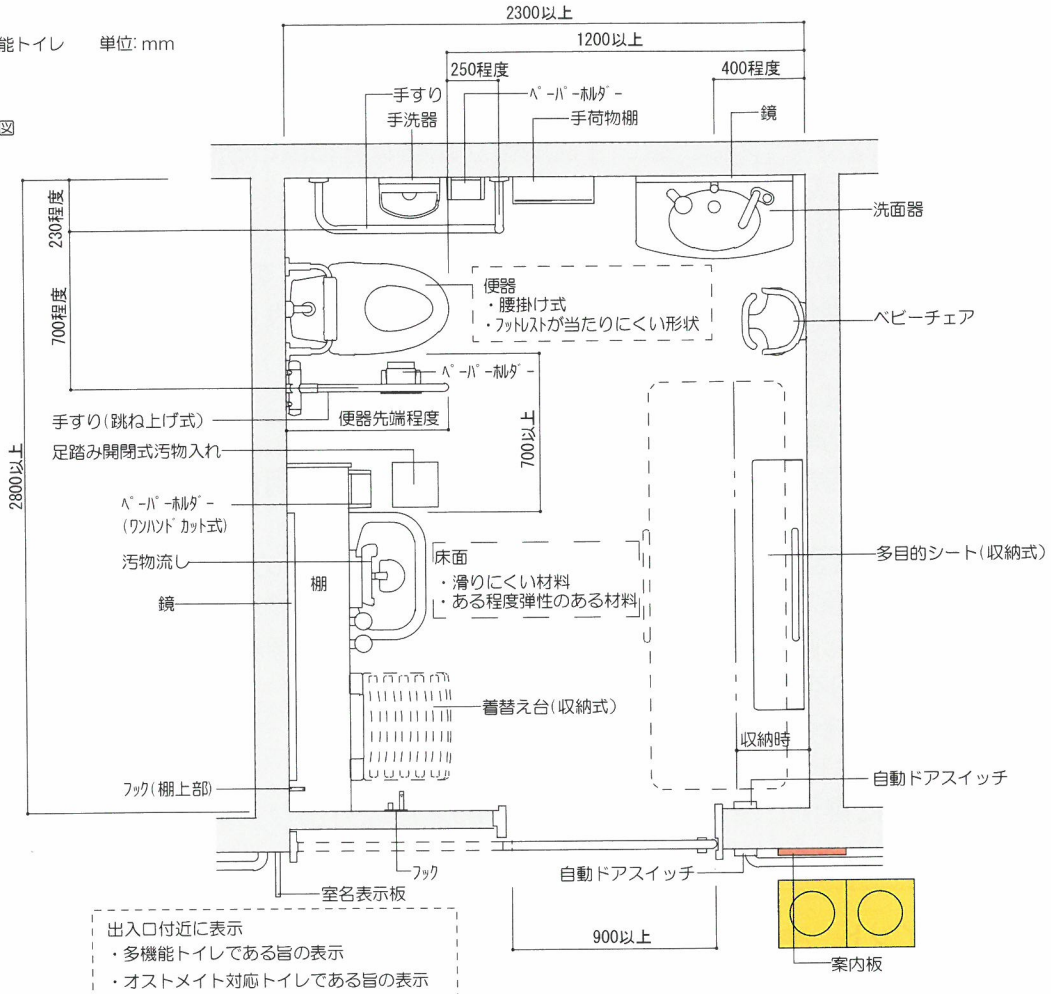 2300以上
能トイレ　単位: mm
1200以上
250程度
400程度
手すり
ペーパーホルダー
鏡
図
手洗器
手荷物棚
230程度
洗面器
700程度
便器
・腰掛け式
・フットレストが当たりにくい形状
ベビーチェア
ペーパーホルダー
手すり(跳ね上げ式)
便器先端程度
700以上
足踏み開閉式汚物入れ
2800以上
ペーパーホルダー
(ワンハンドカット式)
床面
・滑りにくい材料
・ある程度弾性のある材料
多目的シート(収納式)
汚物流し
棚
鏡
着替え台(収納式)
収納時
フック(棚上部)
自動ドアスイッチ
フック
自動ドアスイッチ
室名表示板
出入口付近に表示
・多機能トイレである旨の表示
・オストメイト対応トイレである旨の表示
900以上
案内板